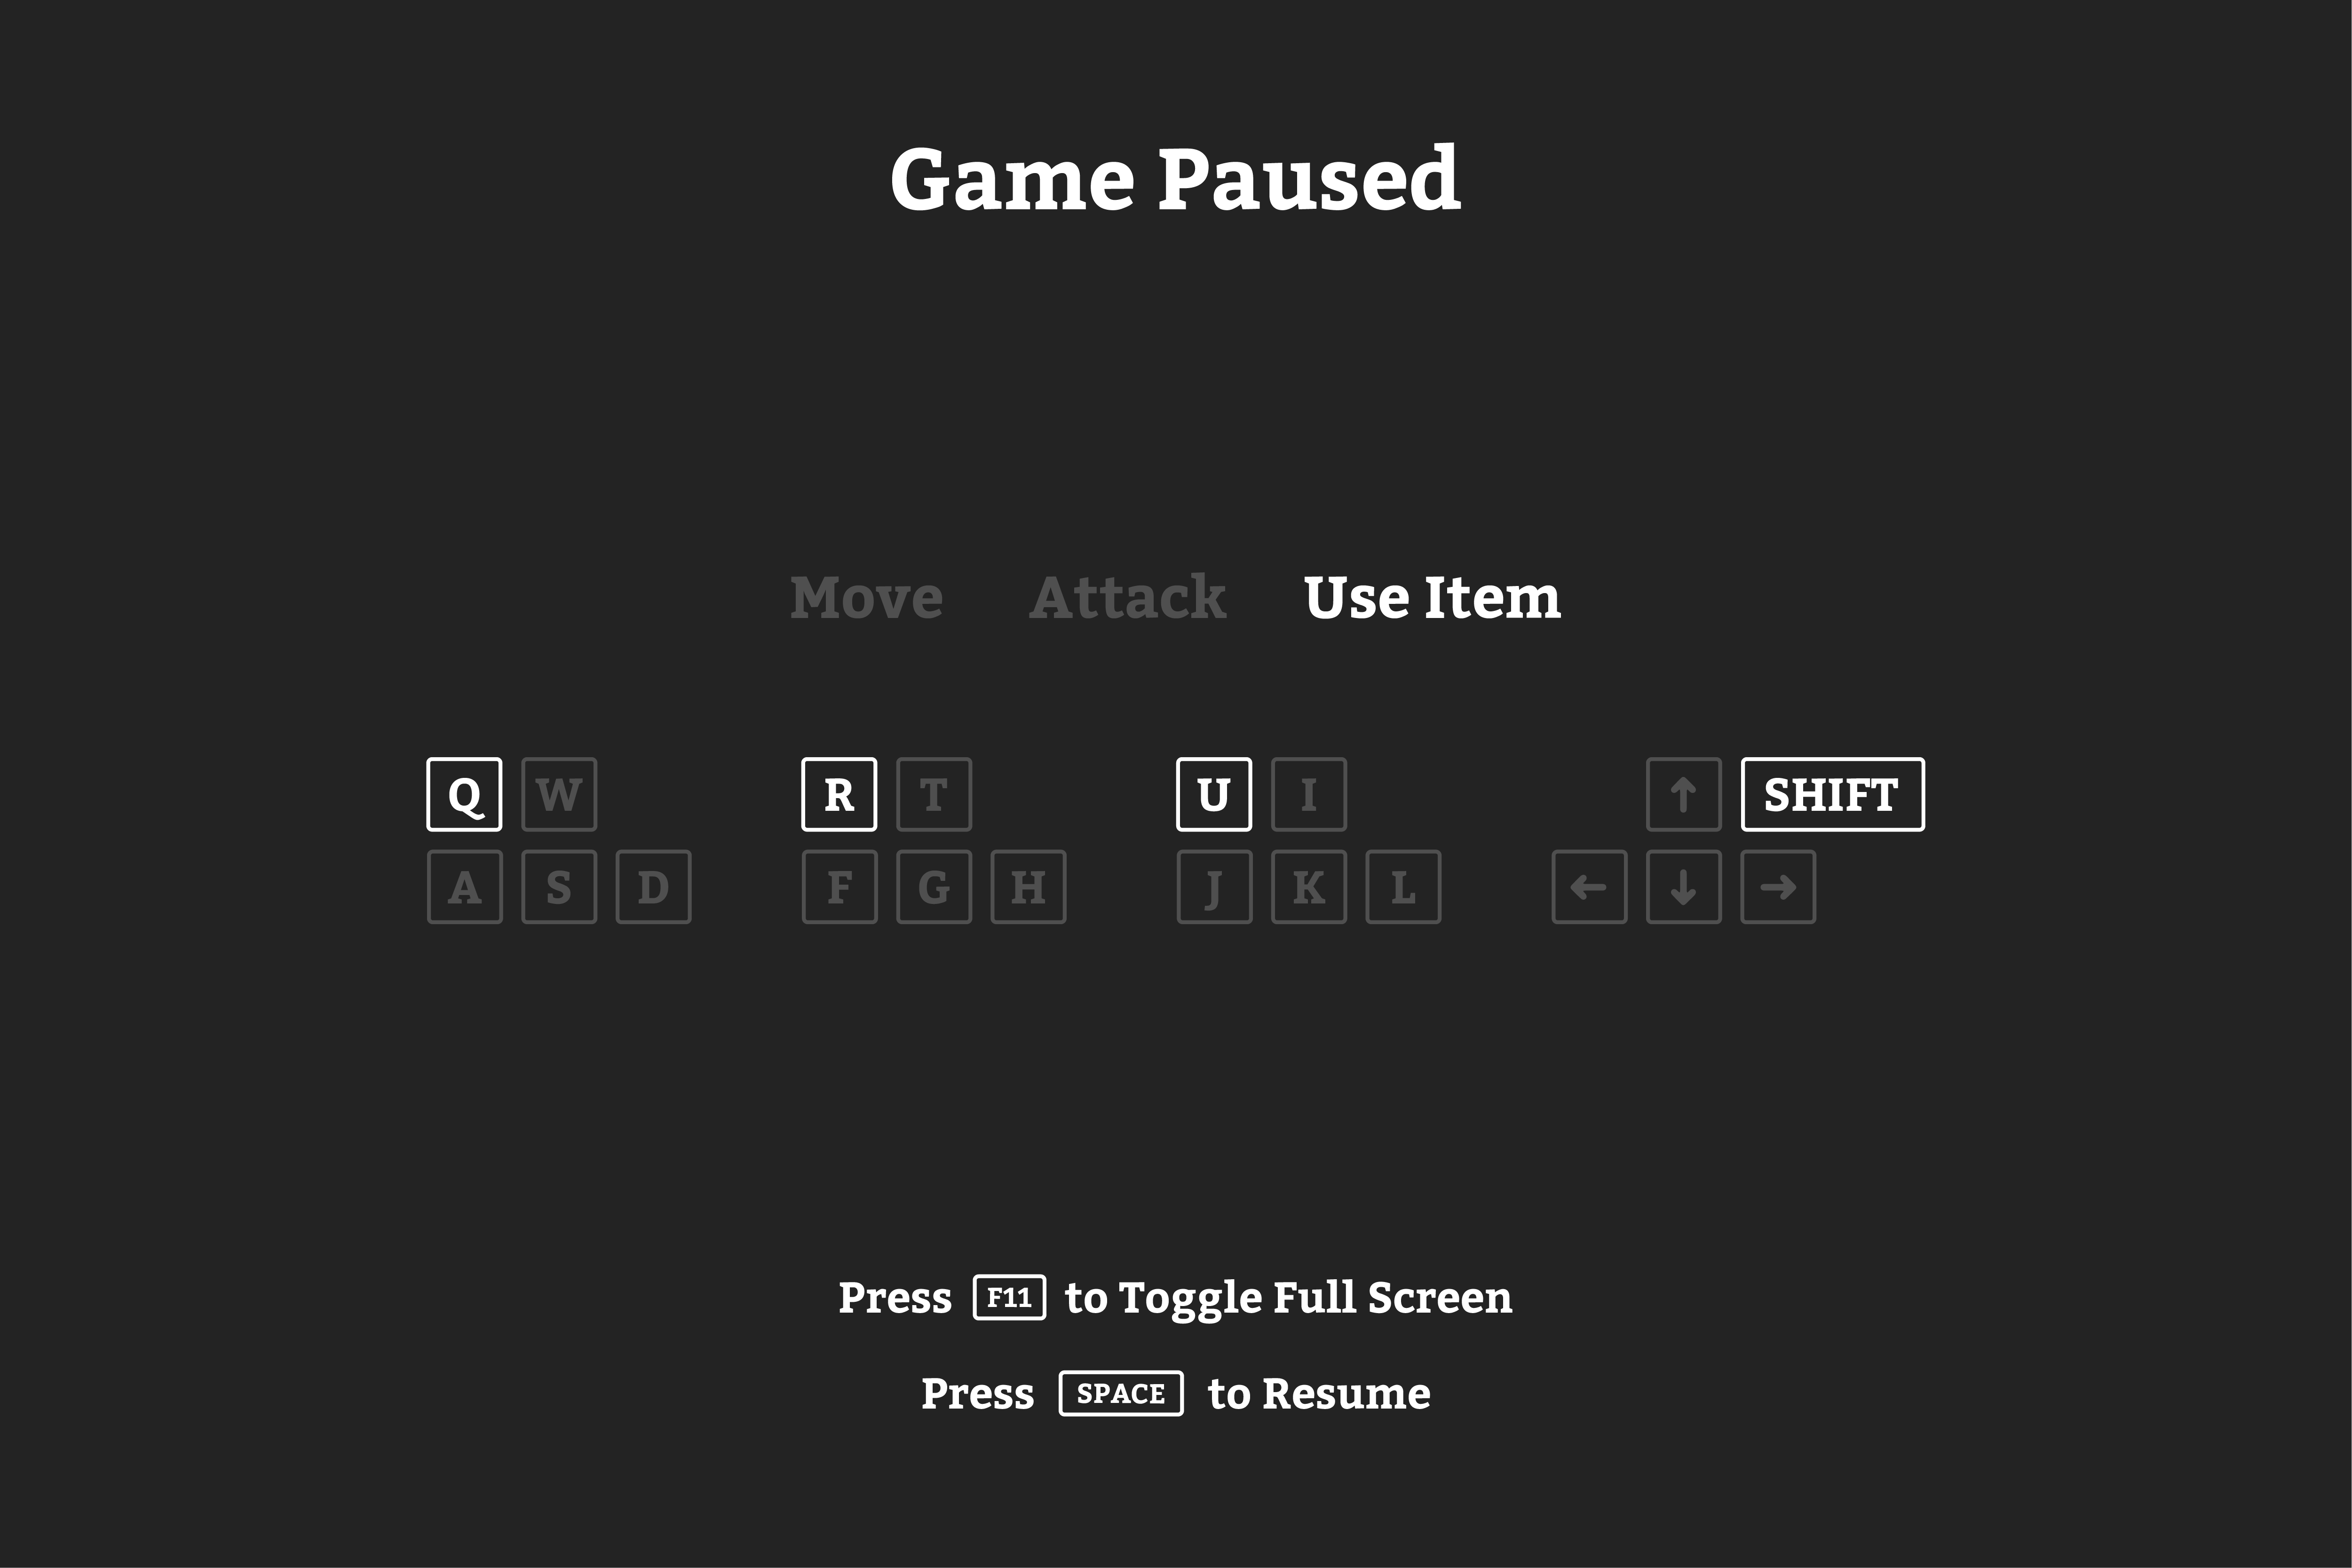 Game Paused
Move Attack Use Item
Q W R T U I ↑ SHIFT
A S D F G H J K L ← ↓ →
Press F11 to Toggle Full Screen
Press SPACE to Resume